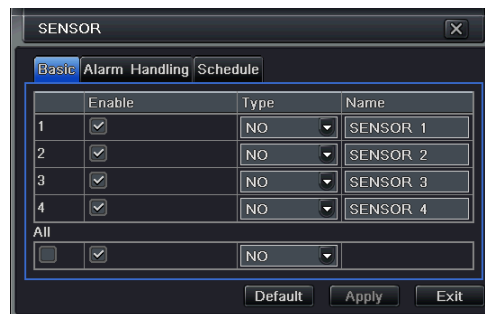 SENSOR
Basic Alarm Handling Schedule
Enable Type Name
1 NO SENSOR 1
2 NO SENSOR 2
3 NO SENSOR 3
4 NO SENSOR 4
All
NO
Default Apply Exit